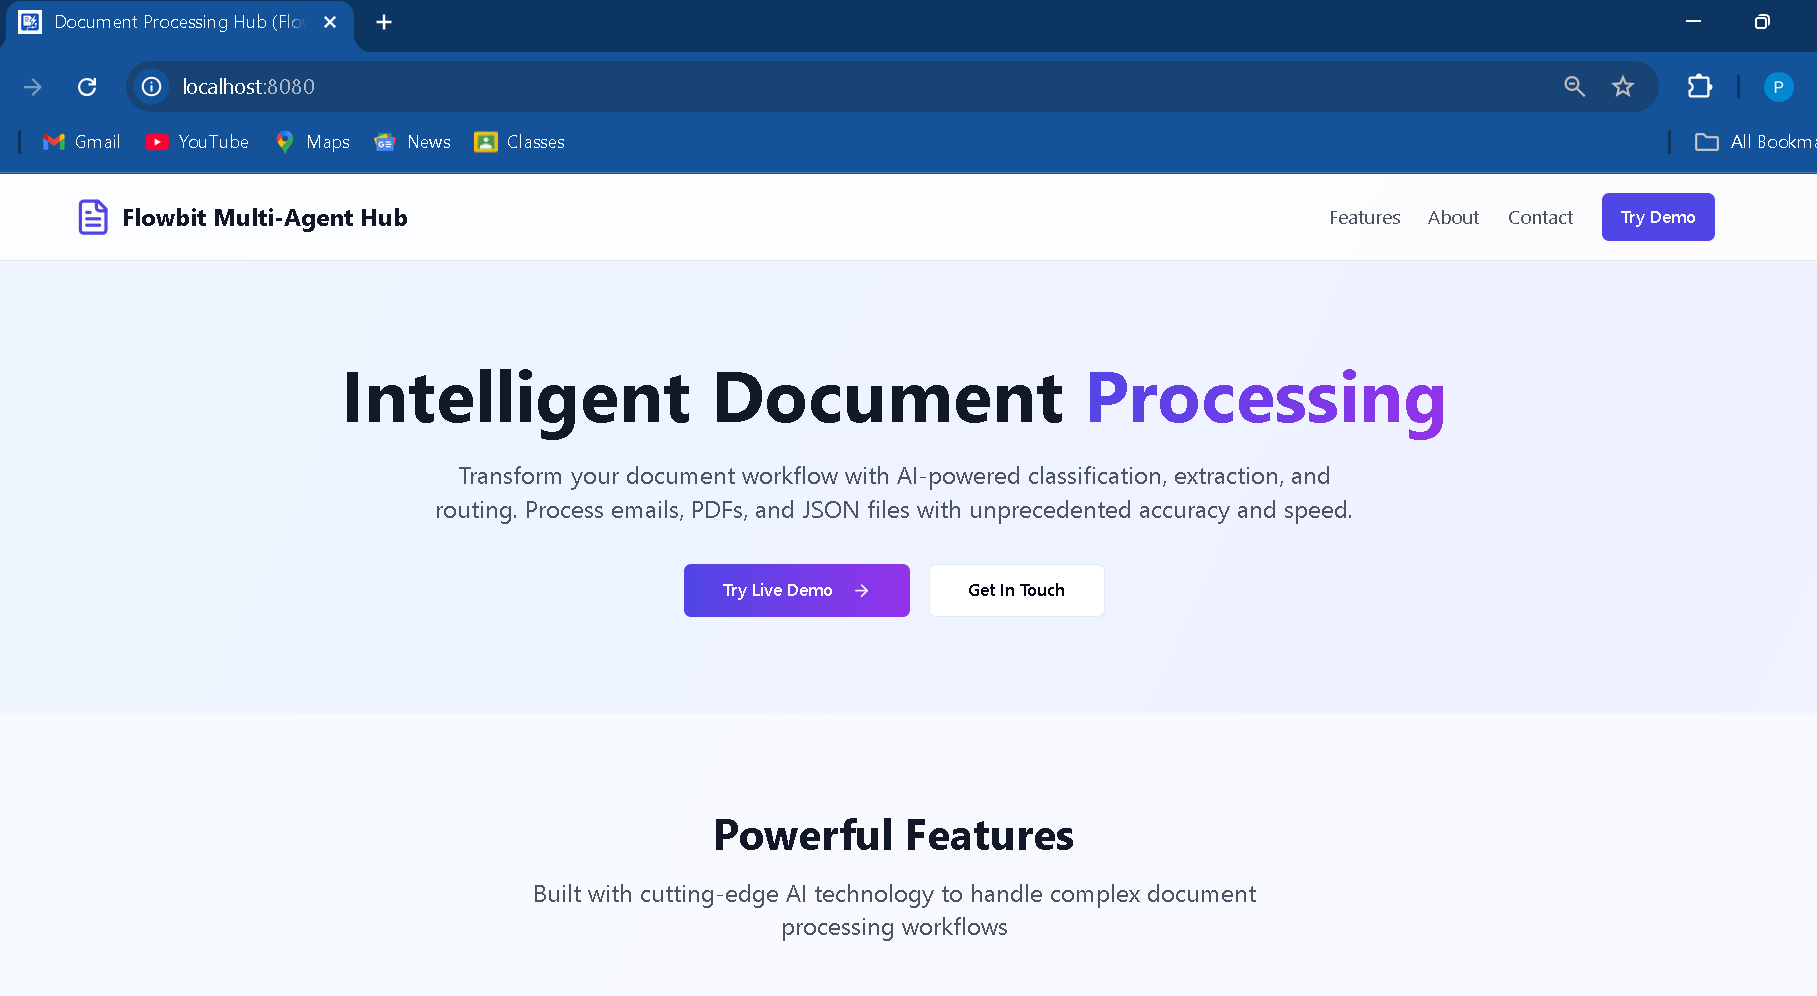 Document Processing Hub (Flo
localhost:8080
Gmail YouTube Maps News Classes All Bookma
Flowbit Multi-Agent Hub Features About Contact Try Demo
Intelligent Document Processing
Transform your document workflow with AI-powered classification, extraction, and
routing. Process emails, PDFs, and JSON files with unprecedented accuracy and speed.
Try Live Demo Get In Touch
Powerful Features
Built with cutting-edge AI technology to handle complex document
processing workflows